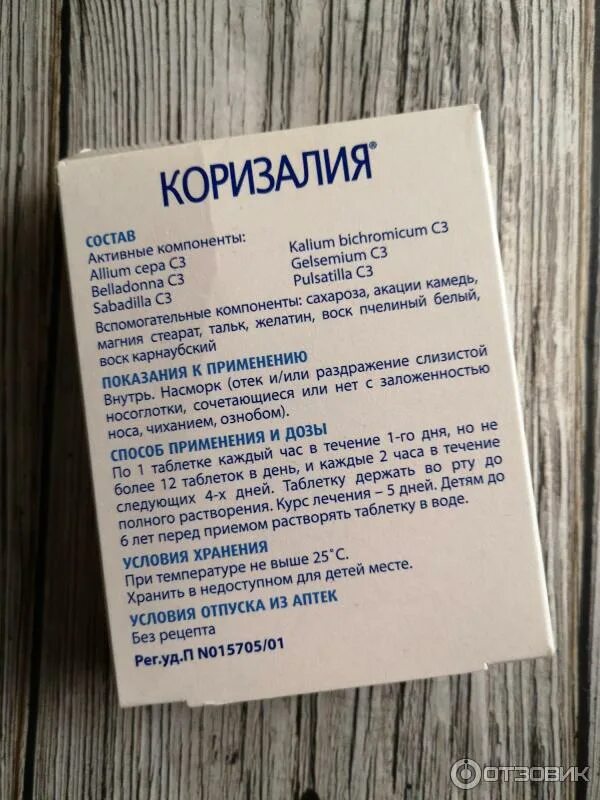 КОРИЗАЛИЯ®
СОСТАВ
Активные компоненты:
Allium cepa C3
Belladonna C3
Sabadilla C3
Kalium bichromicum C3
Gelsemium C3
Pulsatilla C3
Вспомогательные компоненты: сахароза, акации камедь,
магния стеарат, тальк, желатин, воск пчелиный белый,
воск карнаубский
ПОКАЗАНИЯ К ПРИМЕНЕНИЮ
Внутрь. Насморк (отек и/или раздражение слизистой
носоглотки, сочетающиеся или нет с заложенностью
носа, чиханием, ознобом).
СПОСОБ ПРИМЕНЕНИЯ И ДОЗЫ
По 1 таблетке каждый час в течение 1-го дня, но не
более 12 таблеток в день, и каждые 2 часа в течение
следующих 4-х дней. Таблетку держать во рту до
полного растворения. Курс лечения – 5 дней. Детям до
6 лет перед приемом растворять таблетку в воде.
УСЛОВИЯ ХРАНЕНИЯ
При температуре не выше 25˚С.
Хранить в недоступном для детей месте.
УСЛОВИЯ ОТПУСКА ИЗ АПТЕК
Без рецепта
Рег.уд.П N015705/01
ОТЗОВИК